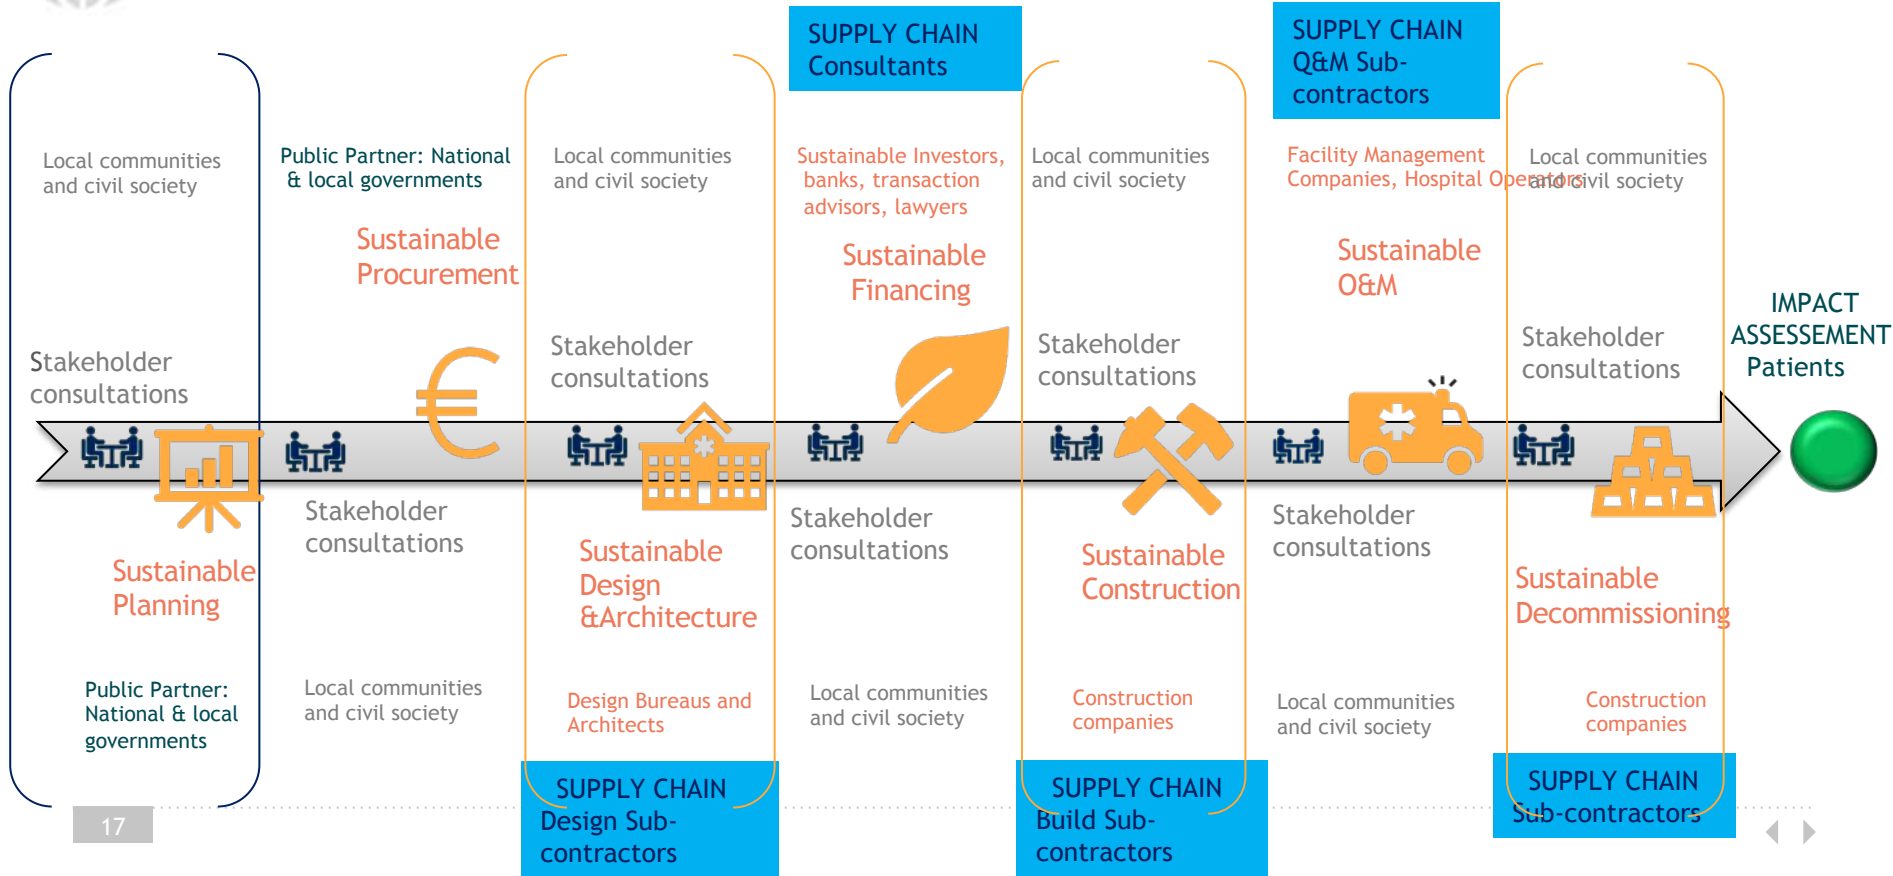 Local communities
and civil society
Stakeholder
consultations
Sustainable
Planning
Public Partner:
National & local
governments
Public Partner: National
& local governments
Sustainable
Procurement
Stakeholder
consultations
Local communities
and civil society
Local communities
and civil society
Stakeholder
consultations
Sustainable
Design
&Architecture
Design Bureaus and
Architects
SUPPLY CHAIN
Design Sub-
contractors
SUPPLY CHAIN
Consultants
Sustainable Investors,
banks, transaction
advisors, lawyers
Sustainable
Financing
Stakeholder
consultations
Local communities
and civil society
Local communities
and civil society
Stakeholder
consultations
Sustainable
Construction
Construction
companies
SUPPLY CHAIN
Build Sub-
contractors
SUPPLY CHAIN
Q&M Sub-
contractors
Facility Management
Companies, Hospital Operators
Sustainable
O&M
Stakeholder
consultations
Local communities
and civil society
Local communities
and civil society
Stakeholder
consultations
Sustainable
Decommissioning
Construction
companies
SUPPLY CHAIN
Sub-contractors
IMPACT
ASSESSEMENT
Patients
17